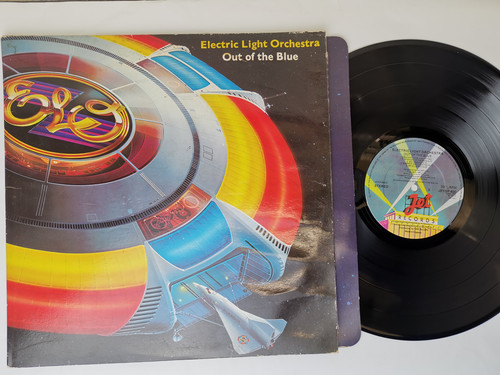 Electric Light Orchestra
Out of the Blue
ELO
Jet
RECORDS